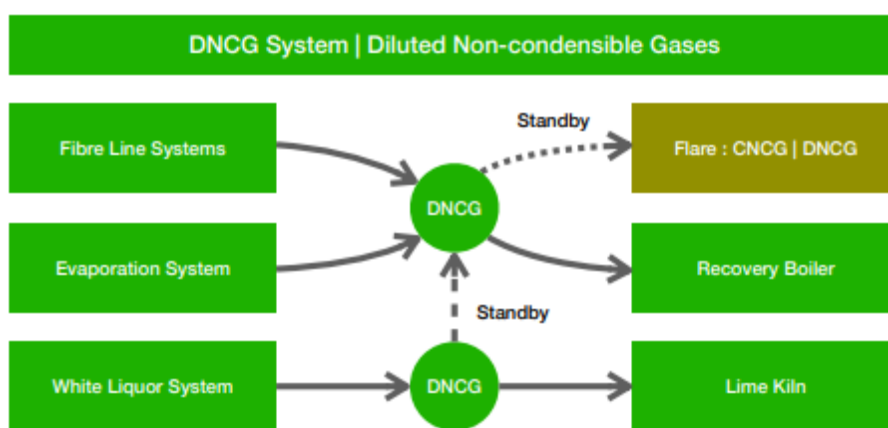 DNCG System | Diluted Non-condensible Gases
Standby
Fibre Line Systems
Flare : CNCG | DNCG
DNCG
Evaporation System
Recovery Boiler
Standby
White Liquor System
DNCG
Lime Kiln